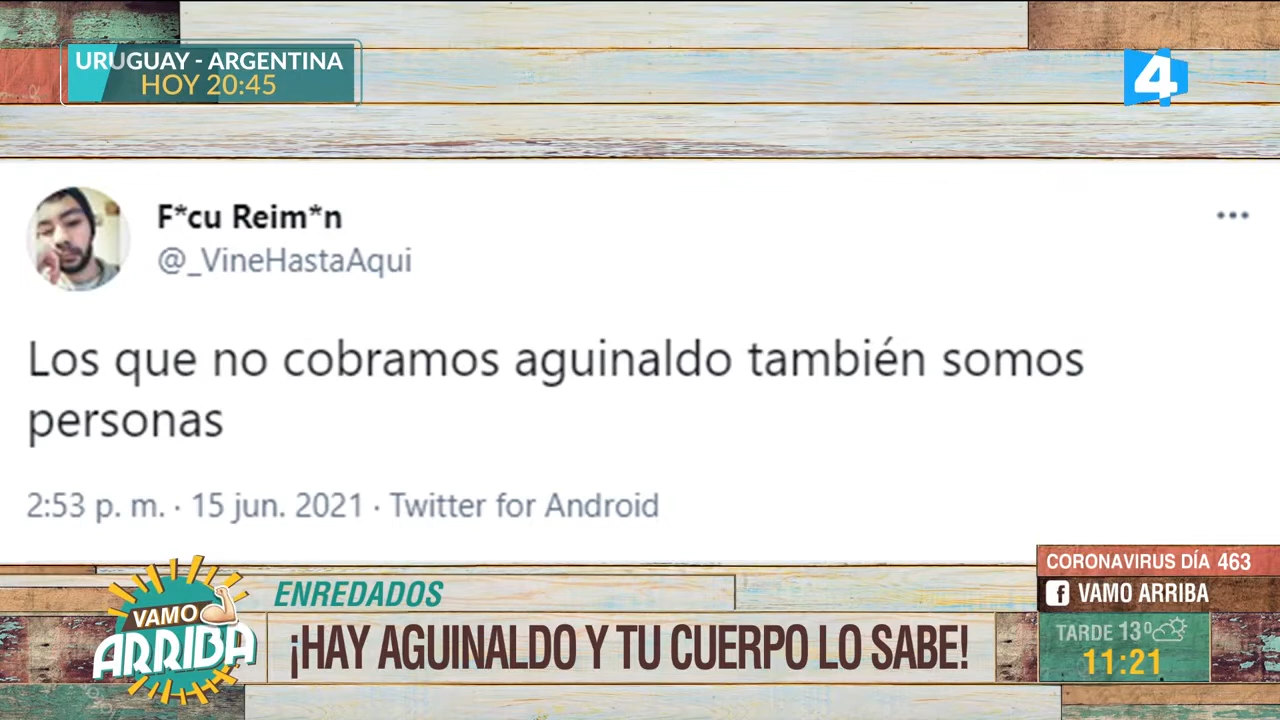 URUGUAY - ARGENTINA
HOY 20:45
4
F*cu Reim*n
@_VineHastaAqui
Los que no cobramos aguinaldo también somos
personas
2:53 p. m. · 15 jun. 2021 · Twitter for Android
VAMO
ARRIBA
ENREDADOS
¡HAY AGUINALDO Y TU CUERPO LO SABE!
CORONAVIRUS DÍA 463
f VAMO ARRIBA
TARDE 13º
11:21